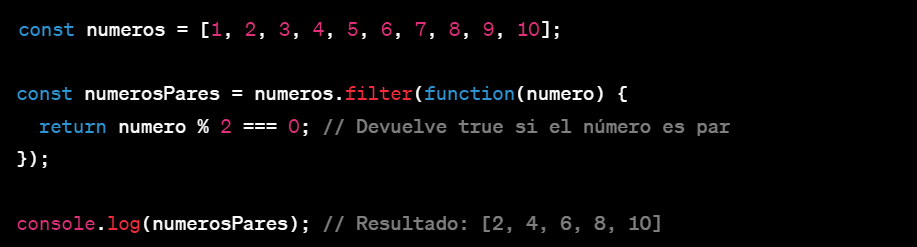 const numeros = [1, 2, 3, 4, 5, 6, 7, 8, 9, 10];
const numerosPares = numeros.filter(function(numero) {
  return numero % 2 === 0; // Devuelve true si el número es par
});
console.log(numerosPares); // Resultado: [2, 4, 6, 8, 10]